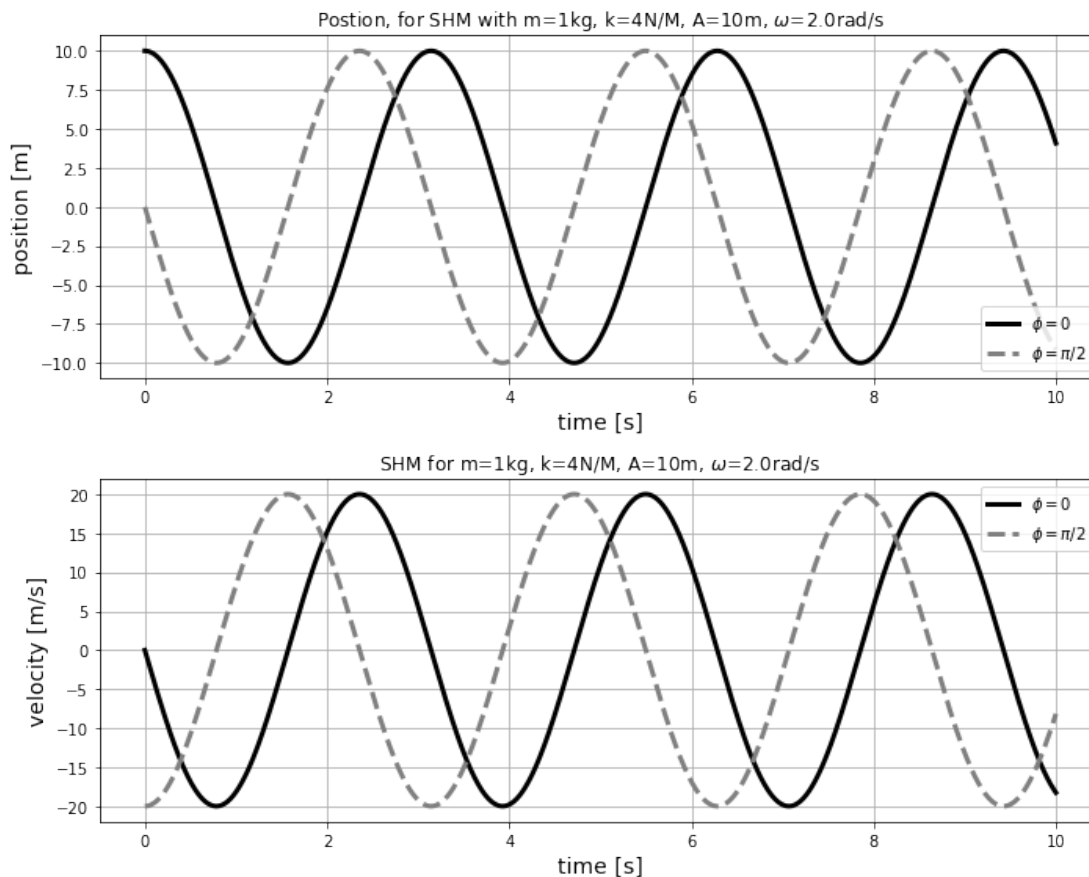 Postion, for SHM with m=1kg, k=4N/M, A=10m, ω=2.0rad/s
position [m]
10.0
7.5
5.0
2.5
0.0
−2.5
−5.0
−7.5
−10.0
ϕ = 0
ϕ = π/2
0 2 4 6 8 10
time [s]
SHM for m=1kg, k=4N/M, A=10m, ω=2.0rad/s
velocity [m/s]
20
15
10
5
0
−5
−10
−15
−20
ϕ = 0
ϕ = π/2
0 2 4 6 8 10
time [s]